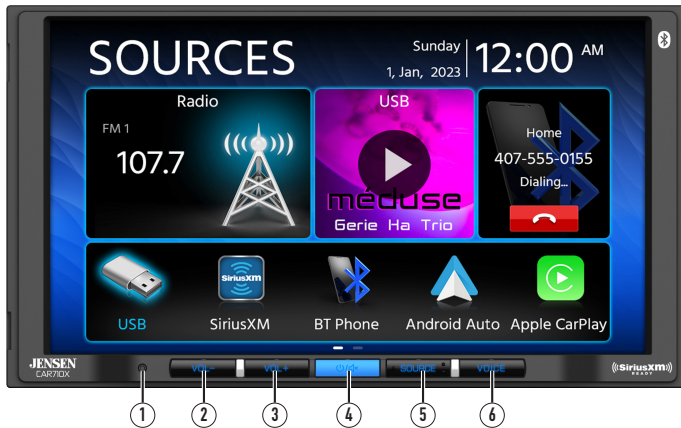 SOURCES
Sunday
1, Jan, 2023
12:00 AM
Radio
FM 1
107.7
USB
méduse
Gerie Ha Trio
Home
407-555-0155
Dialing...
SiriusXM
USB
SiriusXM
BT Phone
Android Auto
Apple CarPlay
JENSEN
CAR710X
VOL-
VOL+
SOURCE
VOICE
((SiriusXM))
READY
1
2
3
4
5
6